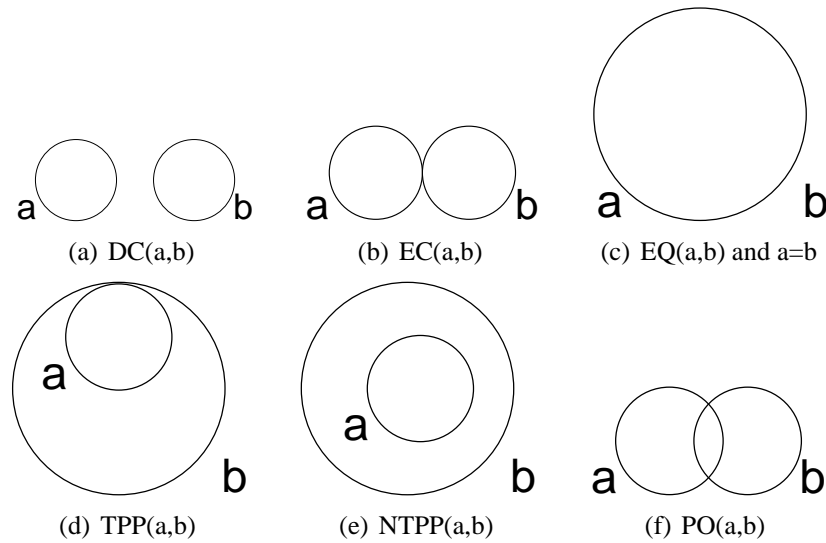 a b
(a) DC(a,b)
a b
(b) EC(a,b)
a b
(c) EQ(a,b) and a=b
a b
(d) TPP(a,b)
a b
(e) NTPP(a,b)
a b
(f) PO(a,b)